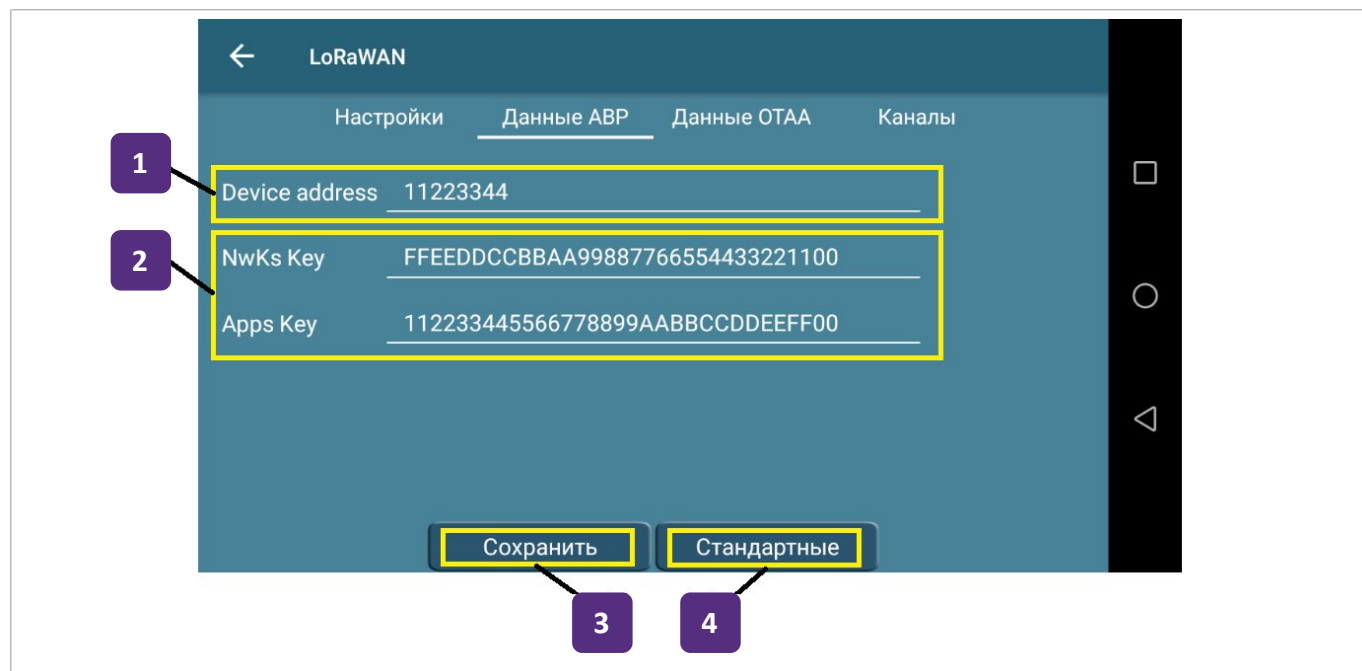 LoRaWAN
Настройки Данные ABP Данные OTAA Каналы
1
Device address 11223344
2
NwKs Key FFEEDDCCBBAA99887766554433221100
Apps Key 112233445566778899AABBCCDDEEFF00
Сохранить Стандартные
3 4